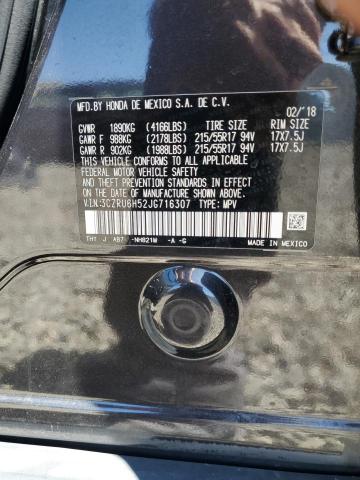 MFD.BY HONDA DE MEXICO S.A. DE C.V.
02/'18
GVWR 1890KG (4166LBS) TIRE SIZE RIM SIZE
GAWR F 988KG (2178LBS) 215/55R17 94V 17X7.5J
GAWR R 902KG (1988LBS) 215/55R17 94V 17X7.5J
THIS VEHICLE CONFORMS TO ALL APPLICABLE
FEDERAL MOTOR VEHICLE SAFETY AND THEFT PREVENTION
STANDARDS IN EFFECT ON THE DATE OF MANUFACTURE SHOWN ABOVE.
V.I.N:3CZRU6H52JG716307 TYPE: MPV
TH1 J AB7 -NH821M -A -G MADE IN MEXICO